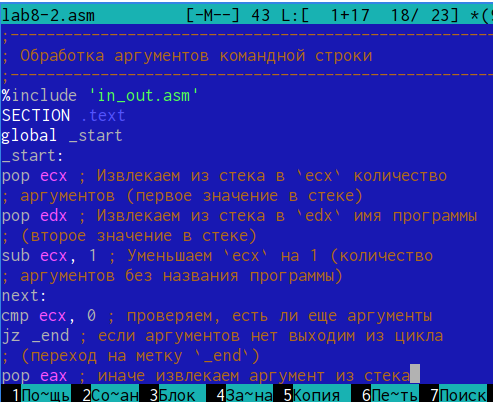 lab8-2.asm [-M--] 43 L:[ 1+17 18/ 23] *(
;------------------------------------------------
; Обработка аргументов командной строки
;------------------------------------------------
%include 'in_out.asm'
SECTION .text
global _start
_start:
pop ecx ; Извлекаем из стека в `ecx` количество
; аргументов (первое значение в стеке)
pop edx ; Извлекаем из стека в `edx` имя программы
; (второе значение в стеке)
sub ecx, 1 ; Уменьшаем `ecx` на 1 (количество
; аргументов без названия программы)
next:
cmp ecx, 0 ; проверяем, есть ли еще аргументы
jz _end ; если аргументов нет выходим из цикла
; (переход на метку `_end`)
pop eax ; иначе извлекаем аргумент из стека
1По~щь 2Со~ан 3Блок 4За~на 5Копия 6Пе~ть 7Поиск